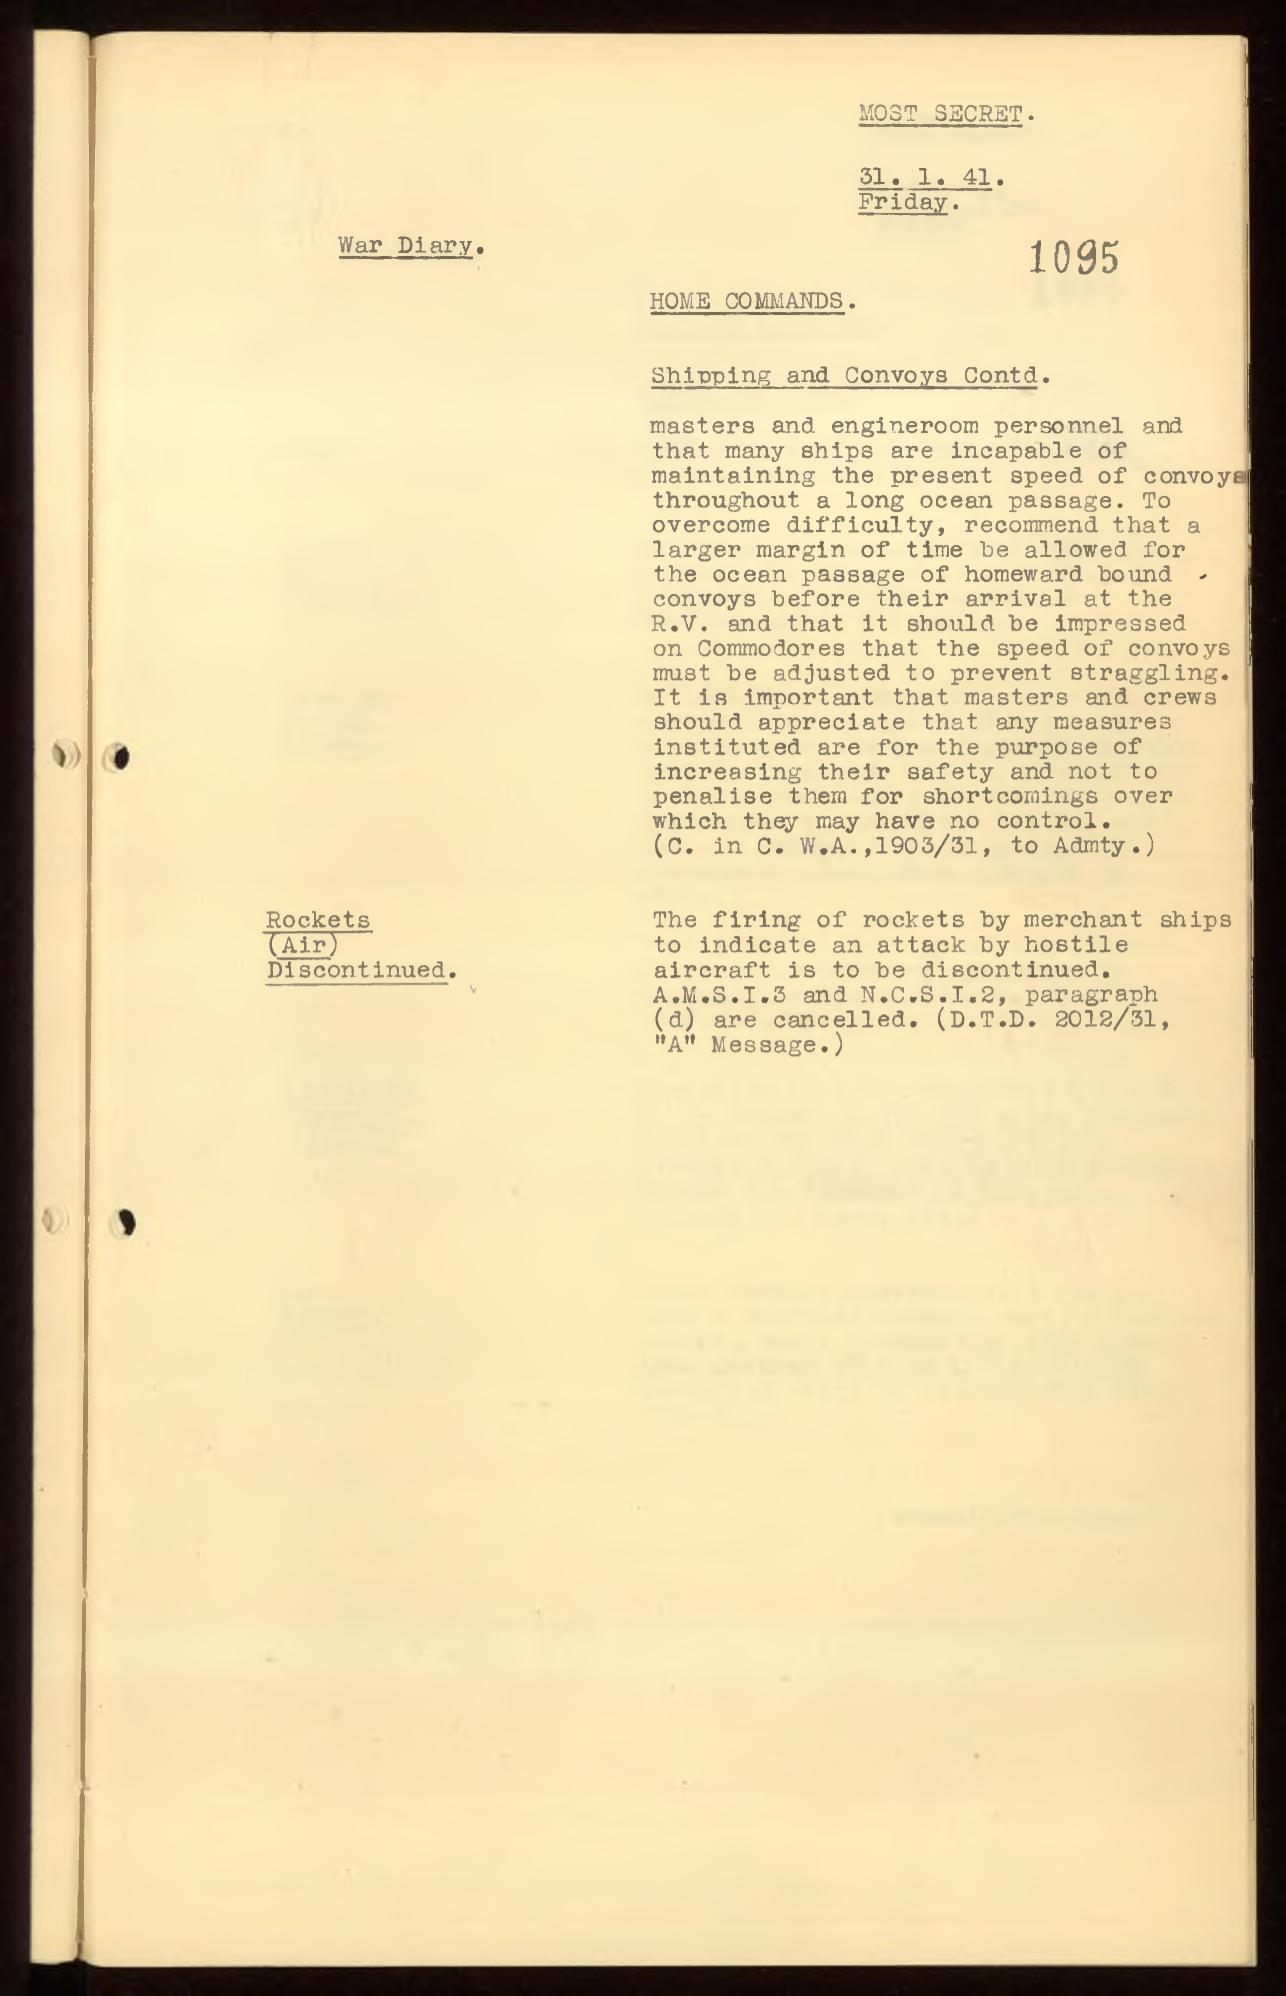 MOST SECRET.
31. 1. 41.
Friday.
War Diary.
1095
HOME COMMANDS.
Shipping and Convoys Contd.
masters and engineroom personnel and
that many ships are incapable of
maintaining the present speed of convoys
throughout a long ocean passage. To
overcome difficulty, recommend that a
larger margin of time be allowed for
the ocean passage of homeward bound
convoys before their arrival at the
R.V. and that it should be impressed
on Commodores that the speed of convoys
must be adjusted to prevent straggling.
It is important that masters and crews
should appreciate that any measures
instituted are for the purpose of
increasing their safety and not to
penalise them for shortcomings over
which they may have no control.
(C. in C. W.A.,1903/31, to Admty.)
Rockets
(Air)
Discontinued.
The firing of rockets by merchant ships
to indicate an attack by hostile
aircraft is to be discontinued.
A.M.S.I.3 and N.C.S.I.2, paragraph
(d) are cancelled. (D.T.D. 2012/31,
"A" Message.)